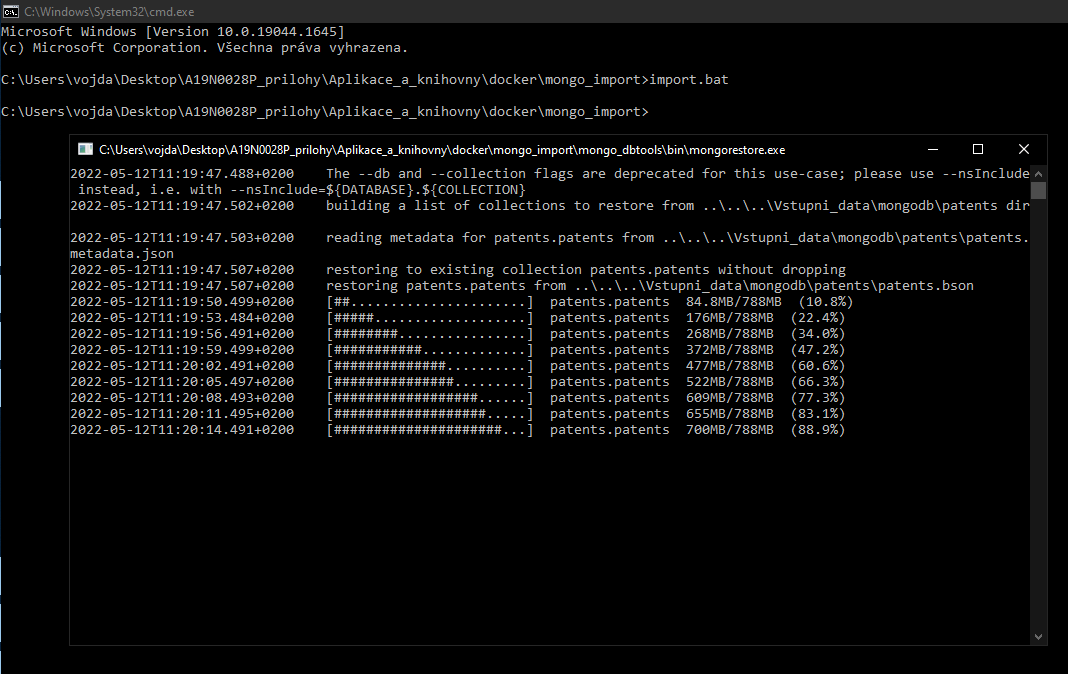 C:\Windows\System32\cmd.exe
Microsoft Windows [Version 10.0.19044.1645]
(c) Microsoft Corporation. Všechna práva vyhrazena.
C:\Users\vojda\Desktop\A19N0028P_prilohy\Aplikace_a_knihovny\docker\mongo_import>import.bat
C:\Users\vojda\Desktop\A19N0028P_prilohy\Aplikace_a_knihovny\docker\mongo_import>
C:\Users\vojda\Desktop\A19N0028P_prilohy\Aplikace_a_knihovny\docker\mongo_import\mongo_dbtools\bin\mongorestore.exe
2022-05-12T11:19:47.488+0200    The --db and --collection flags are deprecated for this use-case; please use --nsInclude
 instead, i.e. with --nsInclude=${DATABASE}.${COLLECTION}
2022-05-12T11:19:47.502+0200    building a list of collections to restore from ..\..\..\Vstupni_data\mongodb\patents dir
2022-05-12T11:19:47.503+0200    reading metadata for patents.patents from ..\..\..\Vstupni_data\mongodb\patents\patents.
metadata.json
2022-05-12T11:19:47.507+0200    restoring to existing collection patents.patents without dropping
2022-05-12T11:19:47.507+0200    restoring patents.patents from ..\..\..\Vstupni_data\mongodb\patents\patents.bson
2022-05-12T11:19:50.499+0200    [##......................]  patents.patents  84.8MB/788MB  (10.8%)
2022-05-12T11:19:53.484+0200    [#####...................]  patents.patents  176MB/788MB  (22.4%)
2022-05-12T11:19:56.491+0200    [########................]  patents.patents  268MB/788MB  (34.0%)
2022-05-12T11:19:59.499+0200    [###########.............]  patents.patents  372MB/788MB  (47.2%)
2022-05-12T11:20:02.491+0200    [##############..........]  patents.patents  477MB/788MB  (60.6%)
2022-05-12T11:20:05.497+0200    [###############.........]  patents.patents  522MB/788MB  (66.3%)
2022-05-12T11:20:08.493+0200    [##################......]  patents.patents  609MB/788MB  (77.3%)
2022-05-12T11:20:11.495+0200    [###################.....]  patents.patents  655MB/788MB  (83.1%)
2022-05-12T11:20:14.491+0200    [#####################...]  patents.patents  700MB/788MB  (88.9%)